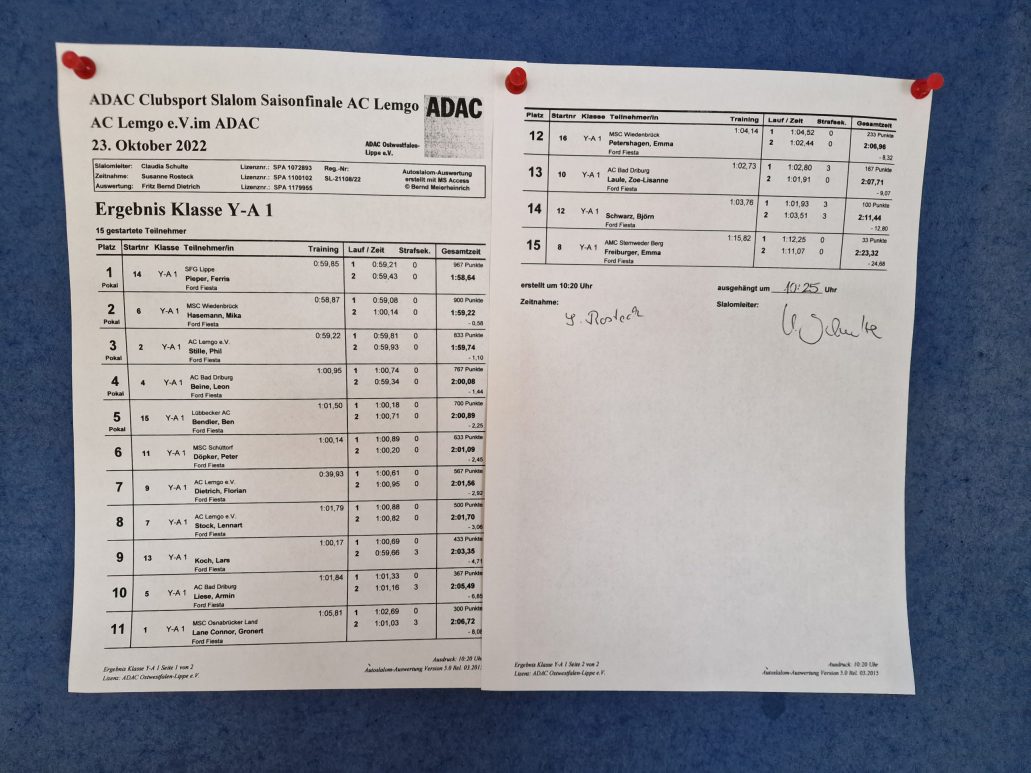 ADAC Clubsport Slalom Saisonfinale AC Lemgo
ADAC
AC Lemgo e.V.im ADAC
23. Oktober 2022
ADAC Ostwestfalen-
Lippe e.V.
Slalomleiter: Claudia Schulte Lizenznr.: SPA 1072893 Reg.-Nr:
Zeitnahme: Susanne Rosteck Lizenznr.: SPA 1100102 SL-21108/22
Auswertung: Fritz Bernd Dietrich Lizenznr.: SPA 1179955
Autoslalom-Auswertung
erstellt mit MS Access
© Bernd Meierheinrich
Ergebnis Klasse Y-A 1
15 gestartete Teilnehmer
Platz Startnr Klasse Teilnehmer/in Training Lauf / Zeit Strafsek. Gesamtzeit
SFG Lippe 0:59,85 1 0:59,21 0 967 Punkte
1 14 Y-A 1 Pieper, Ferris 2 0:59,43 0 1:58,64
Pokal Ford Fiesta
MSC Wiedenbrück 0:58,87 1 0:59,08 0 900 Punkte
2 6 Y-A 1 Hasemann, Mika 2 1:00,14 0 1:59,22
Pokal Ford Fiesta - 0,58
AC Lemgo e.V. 0:59,22 1 0:59,81 0 833 Punkte
3 2 Y-A 1 Stille, Phil 2 0:59,93 0 1:59,74
Pokal Ford Fiesta - 1,10
AC Bad Driburg 1:00,95 1 1:00,74 0 767 Punkte
4 4 Y-A 1 Beine, Leon 2 0:59,34 0 2:00,08
Pokal Ford Fiesta - 1,44
Lübbecker AC 1:01,50 1 1:00,18 0 700 Punkte
5 15 Y-A 1 Bendler, Ben 2 1:00,71 0 2:00,89
Pokal Ford Fiesta - 2,25
MSC Schüttorf 1:00,14 1 1:00,89 0 633 Punkte
6 11 Y-A 1 Döpker, Peter 2 1:00,20 0 2:01,09
Ford Fiesta - 2,45
AC Lemgo e.V. 0:39,93 1 1:00,61 0 567 Punkte
7 9 Y-A 1 Dietrich, Florian 2 1:00,95 0 2:01,56
Ford Fiesta - 2,92
AC Lemgo e.V. 1:01,79 1 1:00,88 0 500 Punkte
8 7 Y-A 1 Stock, Lennart 2 1:00,82 0 2:01,70
Ford Fiesta - 3,06
1:00,17 1 1:00,69 0 433 Punkte
9 13 Y-A 1 Koch, Lars 2 0:59,66 3 2:03,35
Ford Fiesta - 4,71
AC Bad Driburg 1:01,84 1 1:01,33 0 367 Punkte
10 5 Y-A 1 Liese, Armin 2 1:01,16 3 2:05,49
Ford Fiesta - 6,85
MSC Osnabrücker Land 1:05,81 1 1:02,69 0 300 Punkte
11 1 Y-A 1 Lane Connor, Gronert 2 1:01,03 3 2:06,72
Ford Fiesta - 8,08
Ergebnis Klasse Y-A 1 Seite 1 von 2 Ausdruck: 10:20 Uhr
Lizenz: ADAC Ostwestfalen-Lippe e.V. Autoslalom-Auswertung Version 5.0 Rel. 03.2015
Platz Startnr Klasse Teilnehmer/in Training Lauf / Zeit Strafsek. Gesamtzeit
MSC Wiedenbrück 1:04,14 1 1:04,52 0 233 Punkte
12 16 Y-A 1 Petershagen, Emma 2 1:02,44 0 2:06,96
Ford Fiesta - 8,32
AC Bad Driburg 1:02,73 1 1:02,80 3 167 Punkte
13 10 Y-A 1 Laule, Zoe-Lisanne 2 1:01,91 0 2:07,71
Ford Fiesta - 9,07
1:03,76 1 1:01,93 3 100 Punkte
14 12 Y-A 1 Schwarz, Björn 2 1:03,51 3 2:11,44
Ford Fiesta - 12,80
AMC Stemweder Berg 1:15,82 1 1:12,25 0 33 Punkte
15 8 Y-A 1 Freiburger, Emma 2 1:11,07 0 2:23,32
Ford Fiesta - 24,68
erstellt um 10:20 Uhr ausgehängt um 10:25 Uhr
Zeitnahme: Slalomleiter:
S. Rosteck
Schulte
Ergebnis Klasse Y-A 1 Seite 2 von 2 Ausdruck: 10:20 Uhr
Lizenz: ADAC Ostwestfalen-Lippe e.V. Autoslalom-Auswertung Version 5.0 Rel. 03.2015